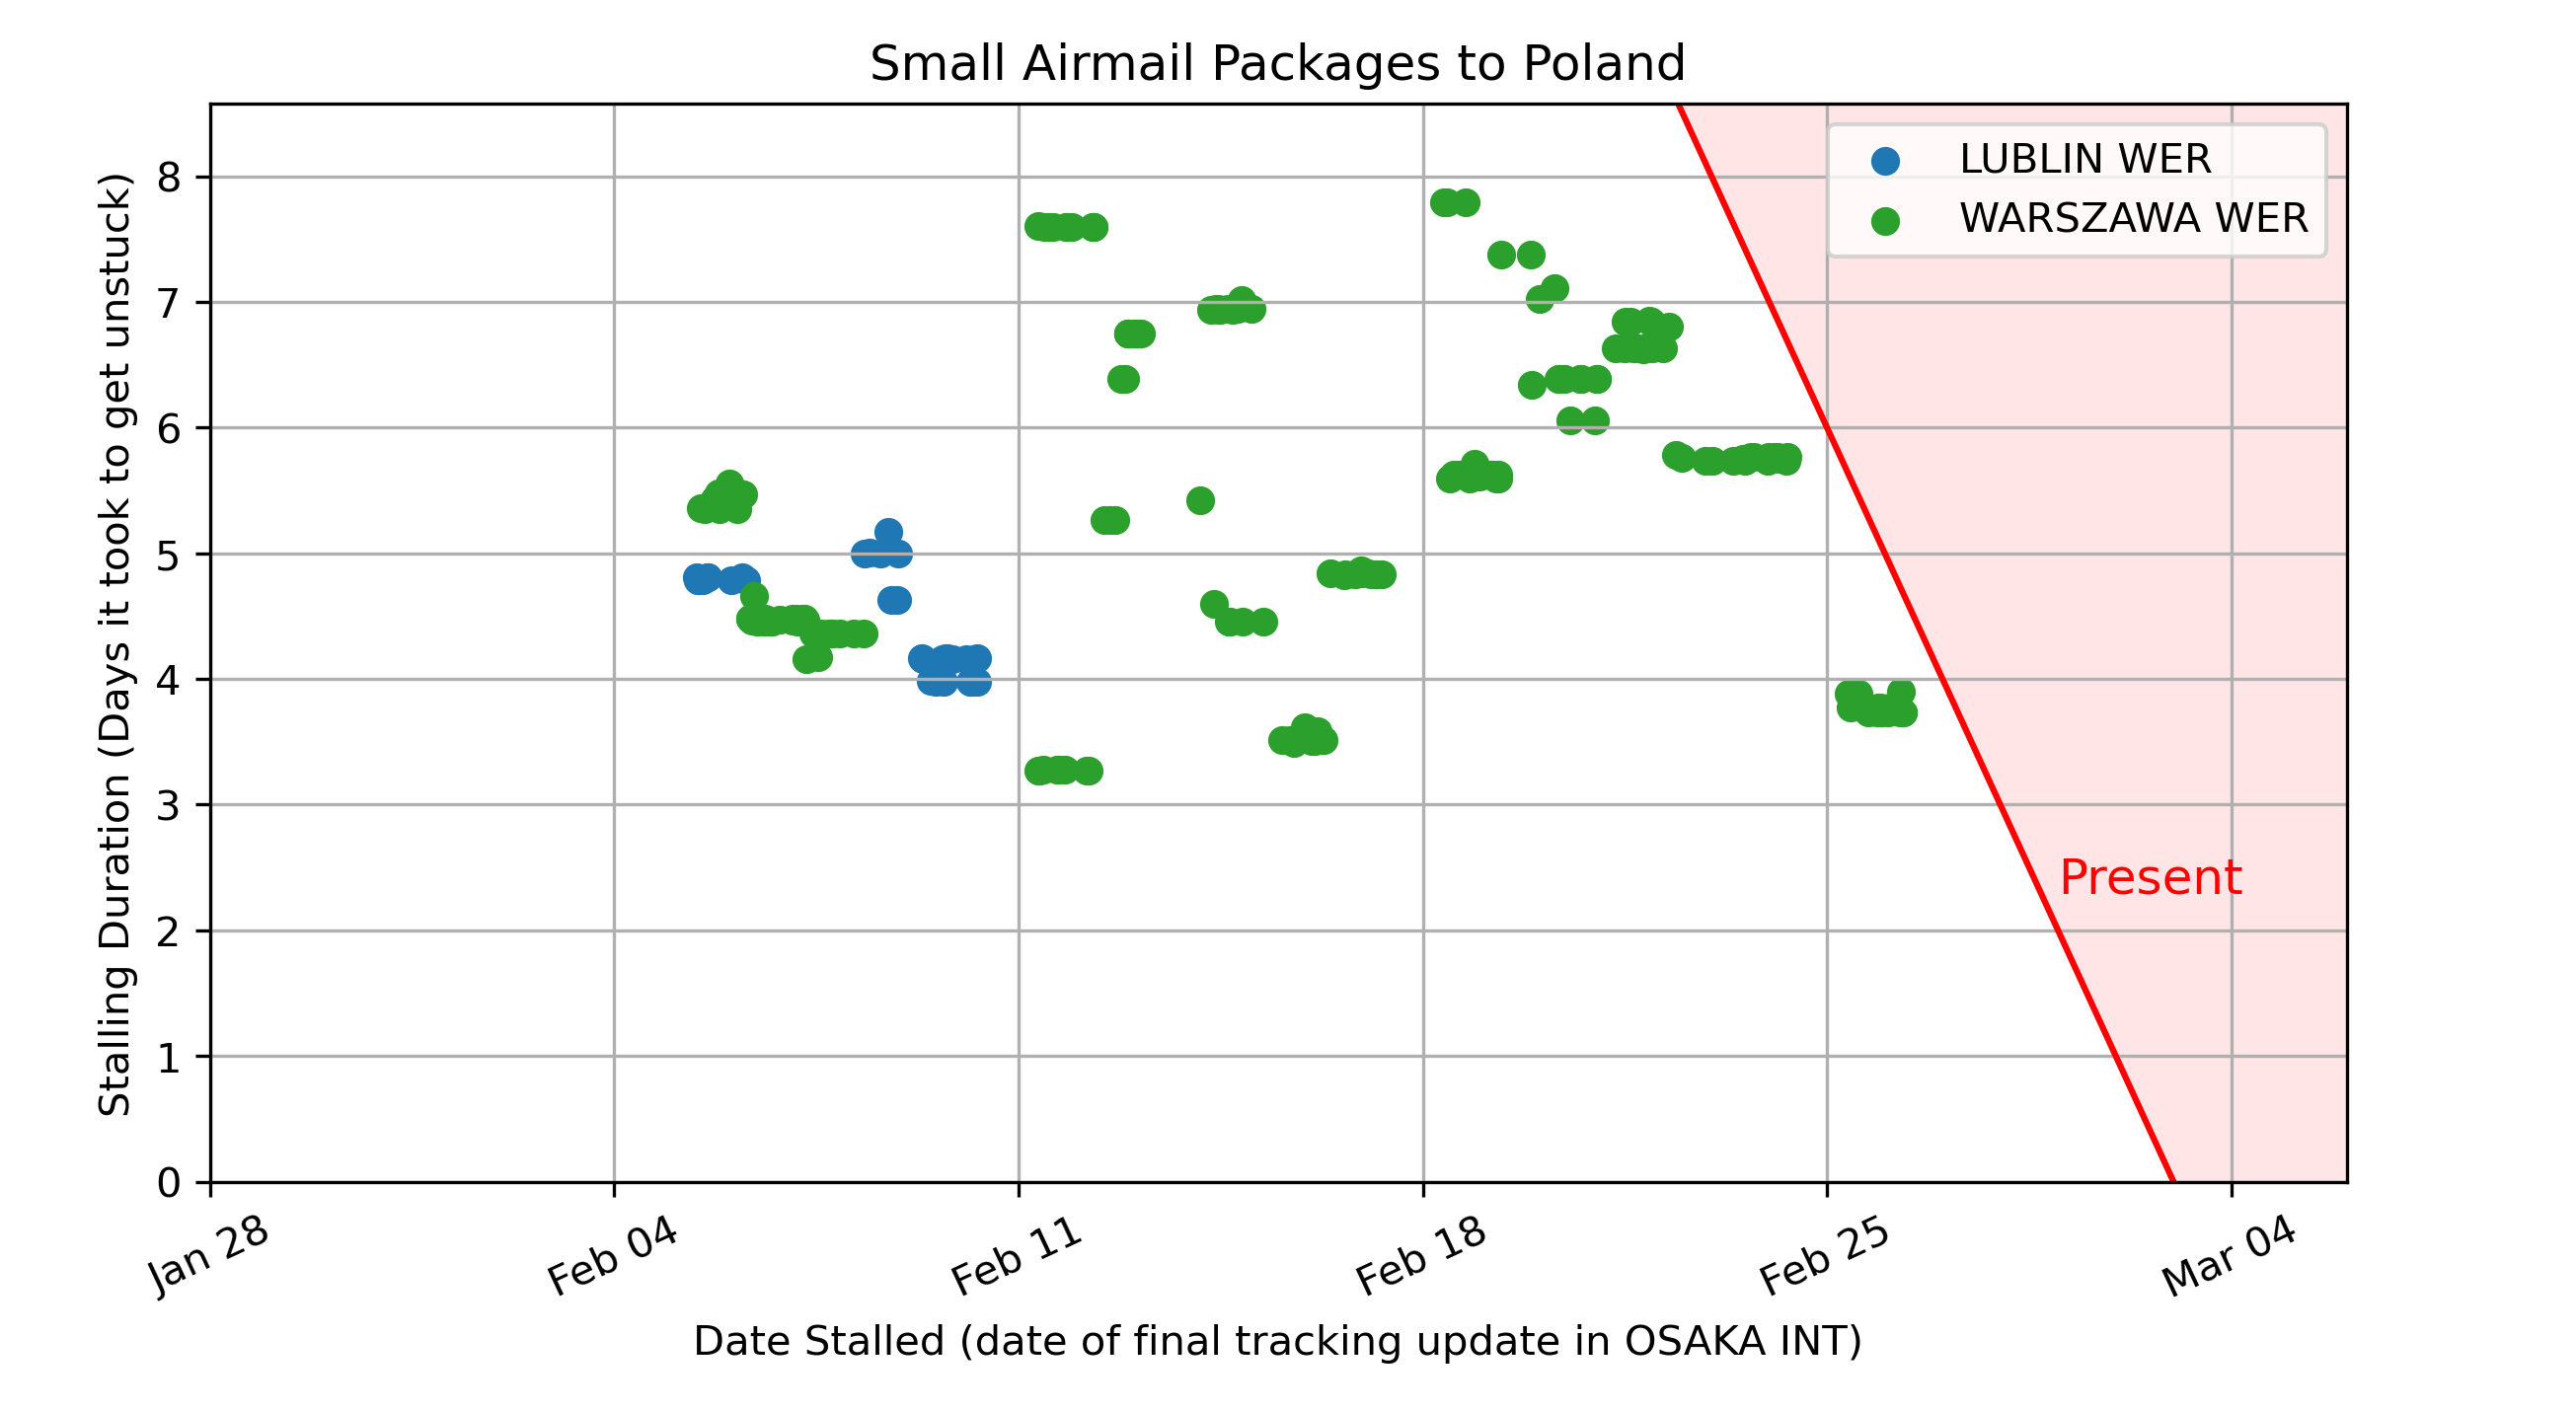 Small Airmail Packages to Poland
Stalling Duration (Days it took to get unstuck)
8
7
6
5
4
3
2
1
0
LUBLIN WER
WARSZAWA WER
Present
Jan 28
Feb 04
Feb 11
Feb 18
Feb 25
Mar 04
Date Stalled (date of final tracking update in OSAKA INT)